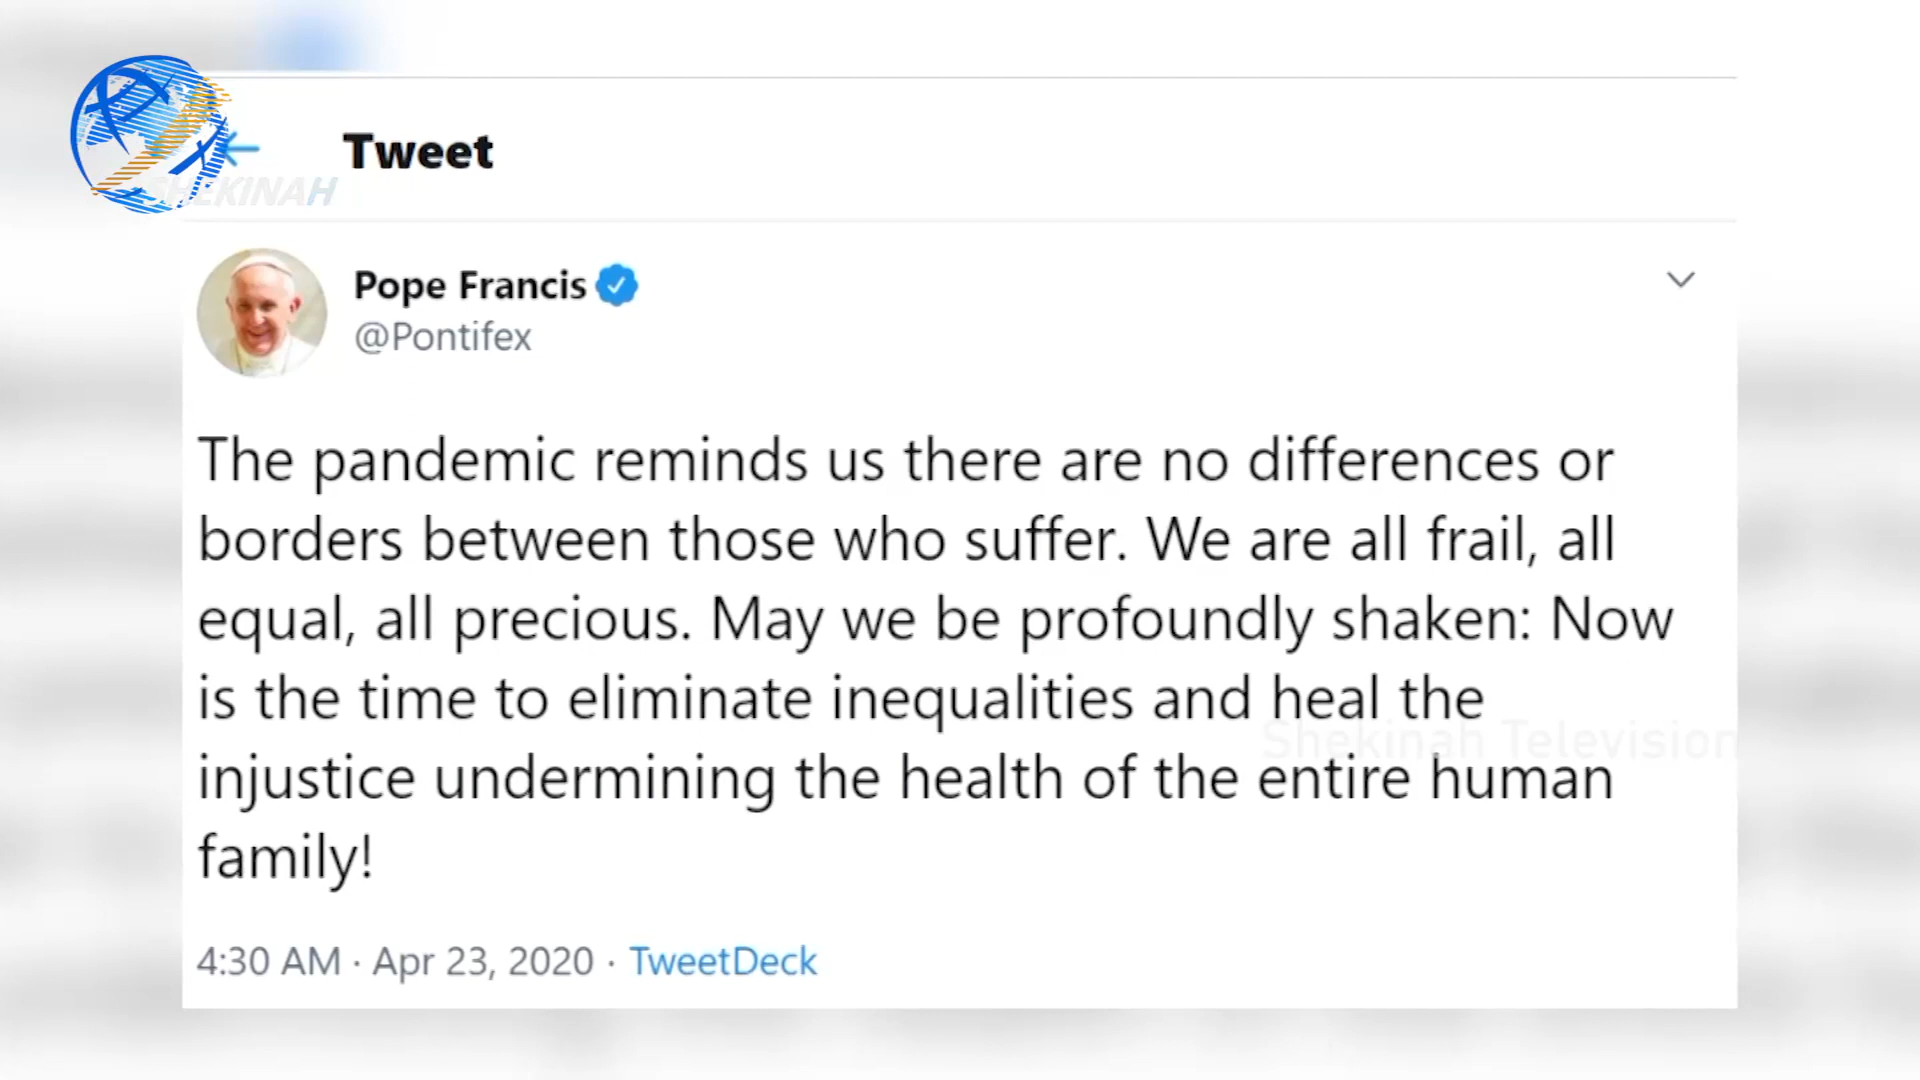 Tweet
SHEKINAH
Pope Francis
@Pontifex
The pandemic reminds us there are no differences or
borders between those who suffer. We are all frail, all
equal, all precious. May we be profoundly shaken: Now
is the time to eliminate inequalities and heal the
Shekinah Television
injustice undermining the health of the entire human
family!
4:30 AM · Apr 23, 2020 · TweetDeck